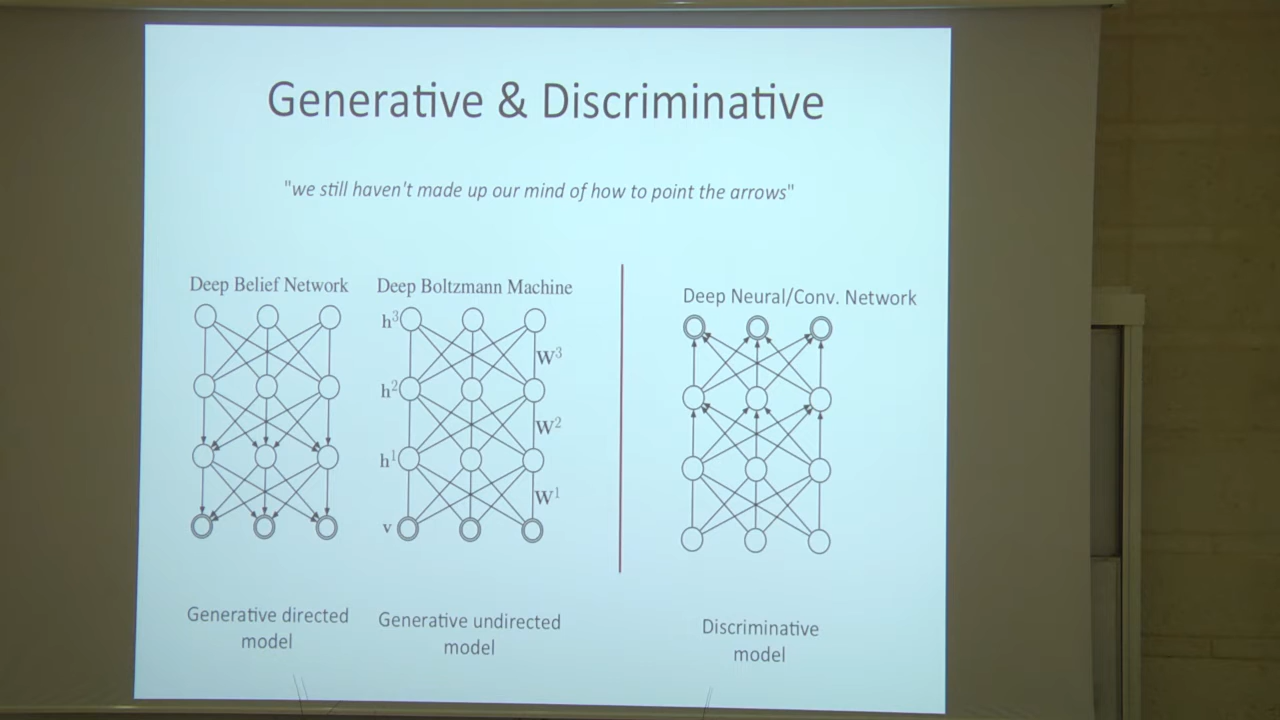 Generative & Discriminative
"we still haven't made up our mind of how to point the arrows"
Deep Belief Network
Deep Boltzmann Machine
h³
W³
h²
W²
h¹
W¹
v
Deep Neural/Conv. Network
Generative directed
model
Generative undirected
model
Discriminative
model